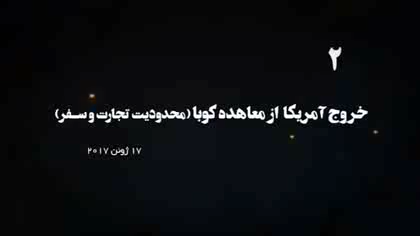 ۲
خروج آمریکا از معاهده کوبا (محدودیت تجارت و سفر)
۱۷ ژوئن ۲۰۱۷